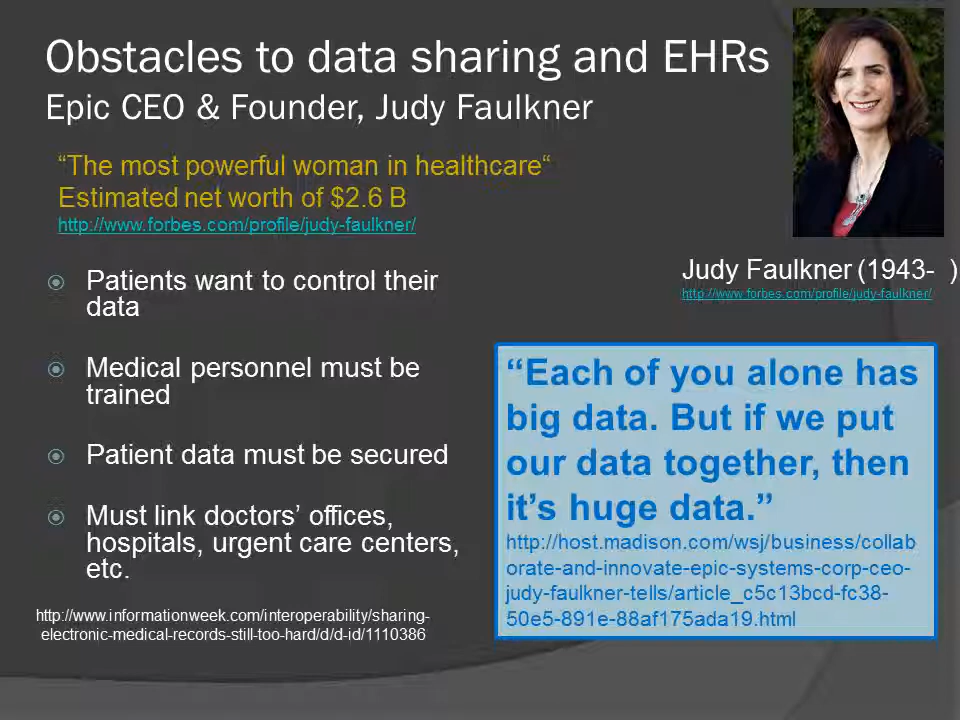 Obstacles to data sharing and EHRs
Epic CEO & Founder, Judy Faulkner
“The most powerful woman in healthcare“
Estimated net worth of $2.6 B
http://www.forbes.com/profile/judy-faulkner/
Judy Faulkner (1943- )
http://www.forbes.com/profile/judy-faulkner/
Patients want to control their
data
Medical personnel must be
trained
Patient data must be secured
Must link doctors’ offices,
hospitals, urgent care centers,
etc.
http://www.informationweek.com/interoperability/sharing-
electronic-medical-records-still-too-hard/d/d-id/1110386
“Each of you alone has
big data. But if we put
our data together, then
it’s huge data.”
http://host.madison.com/wsj/business/collab
orate-and-innovate-epic-systems-corp-ceo-
judy-faulkner-tells/article_c5c13bcd-fc38-
50e5-891e-88af175ada19.html